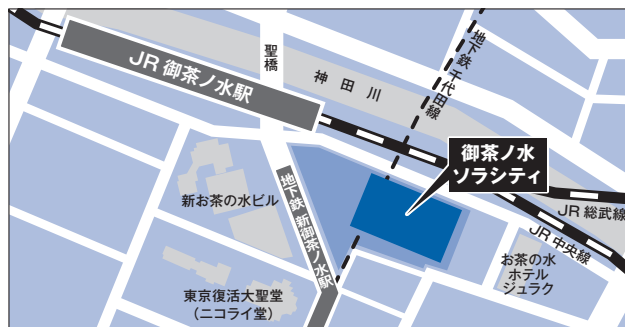 JR 御茶ノ水駅
聖橋
神田川
地下鉄 千代田線
御茶ノ水
ソラシティ
新お茶の水ビル
地下鉄 新御茶ノ水駅
JR 総武線
JR 中央線
お茶の水
ホテル
ジュラク
東京復活大聖堂
(ニコライ堂)